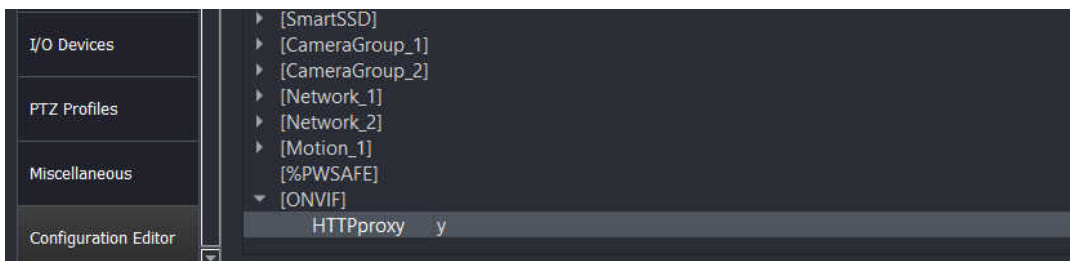 I/O Devices
PTZ Profiles
Miscellaneous
Configuration Editor
[SmartSSD]
[CameraGroup_1]
[CameraGroup_2]
[Network_1]
[Network_2]
[Motion_1]
[%PWSAFE]
[ONVIF]
HTTPproxy y